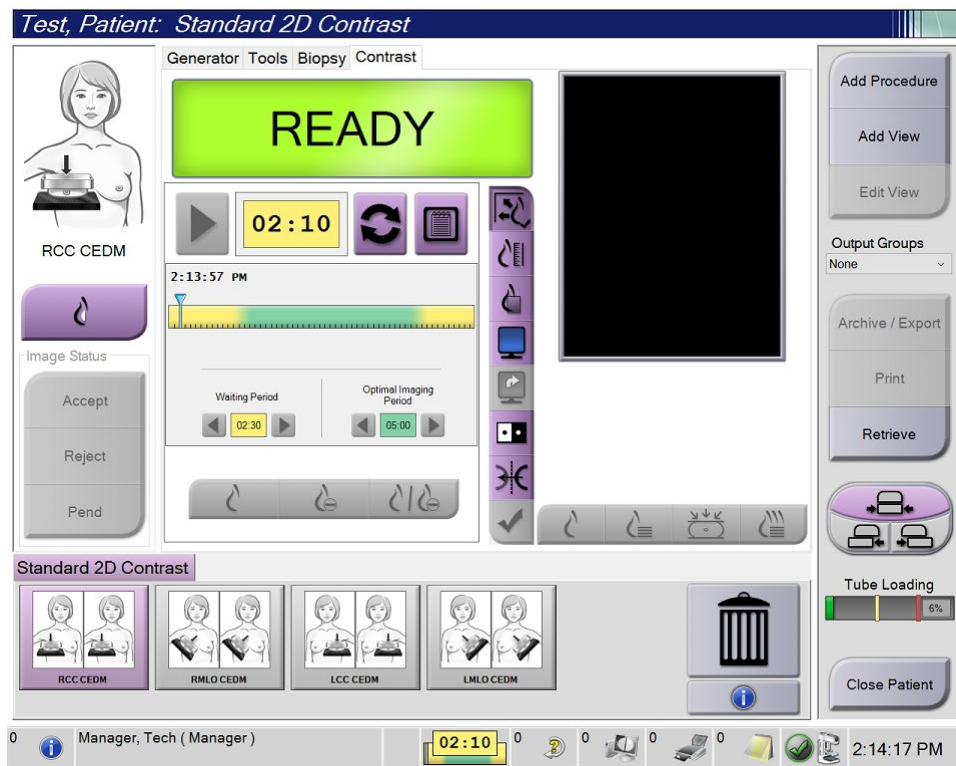 Test, Patient: Standard 2D Contrast
Generator Tools Biopsy Contrast
READY
02:10
2:13:57 PM
Waiting Period
Optimal Imaging
Period
02:30
05:00
RCC CEDM
Image Status
Accept
Reject
Pend
Add Procedure
Add View
Edit View
Output Groups
None
Archive / Export
Print
Retrieve
Tube Loading
6%
Close Patient
Standard 2D Contrast
RCC CEDM
RMLO CEDM
LCC CEDM
LMLO CEDM
0
Manager, Tech ( Manager )
02:10
0
0
0
0
2:14:17 PM